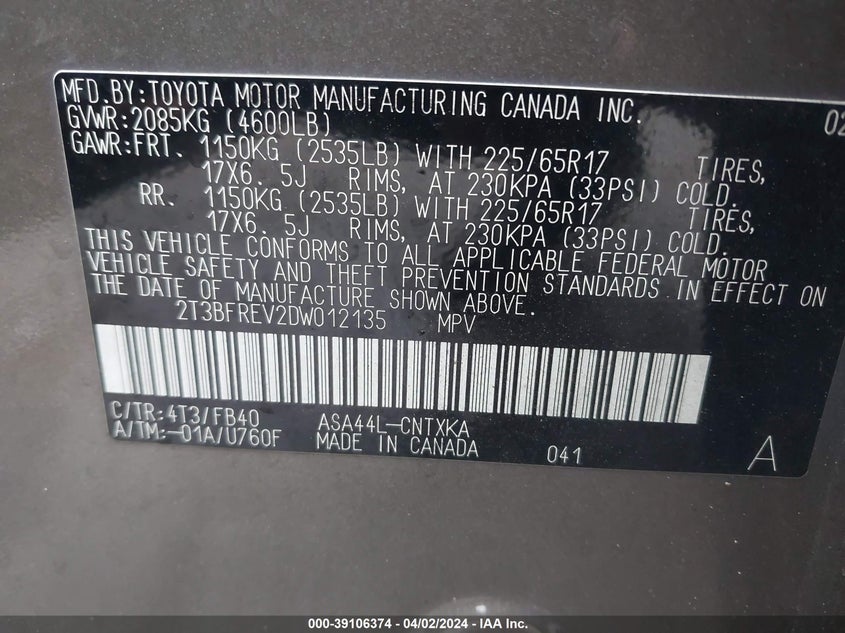 MFD.BY:TOYOTA MOTOR MANUFACTURING CANADA INC. 02
GVWR:2085KG (4600LB)
GAWR:FRT. 1150KG (2535LB) WITH 225/65R17 TIRES,
17X6. 5J RIMS, AT 230KPA (33PSI) COLD.
RR. 1150KG (2535LB) WITH 225/65R17 TIRES,
17X6. 5J RIMS, AT 230KPA (33PSI) COLD.
THIS VEHICLE CONFORMS TO ALL APPLICABLE FEDERAL MOTOR
VEHICLE SAFETY AND THEFT PREVENTION STANDARDS IN EFFECT ON
THE DATE OF MANUFACTURE SHOWN ABOVE.
2T3BFREV2DW012135 MPV
C/TR:4T3/FB40 ASA44L-CNTXKA
A/TM:-01A/U760F MADE IN CANADA 041 A
000-39106374 - 04/02/2024 - IAA Inc.